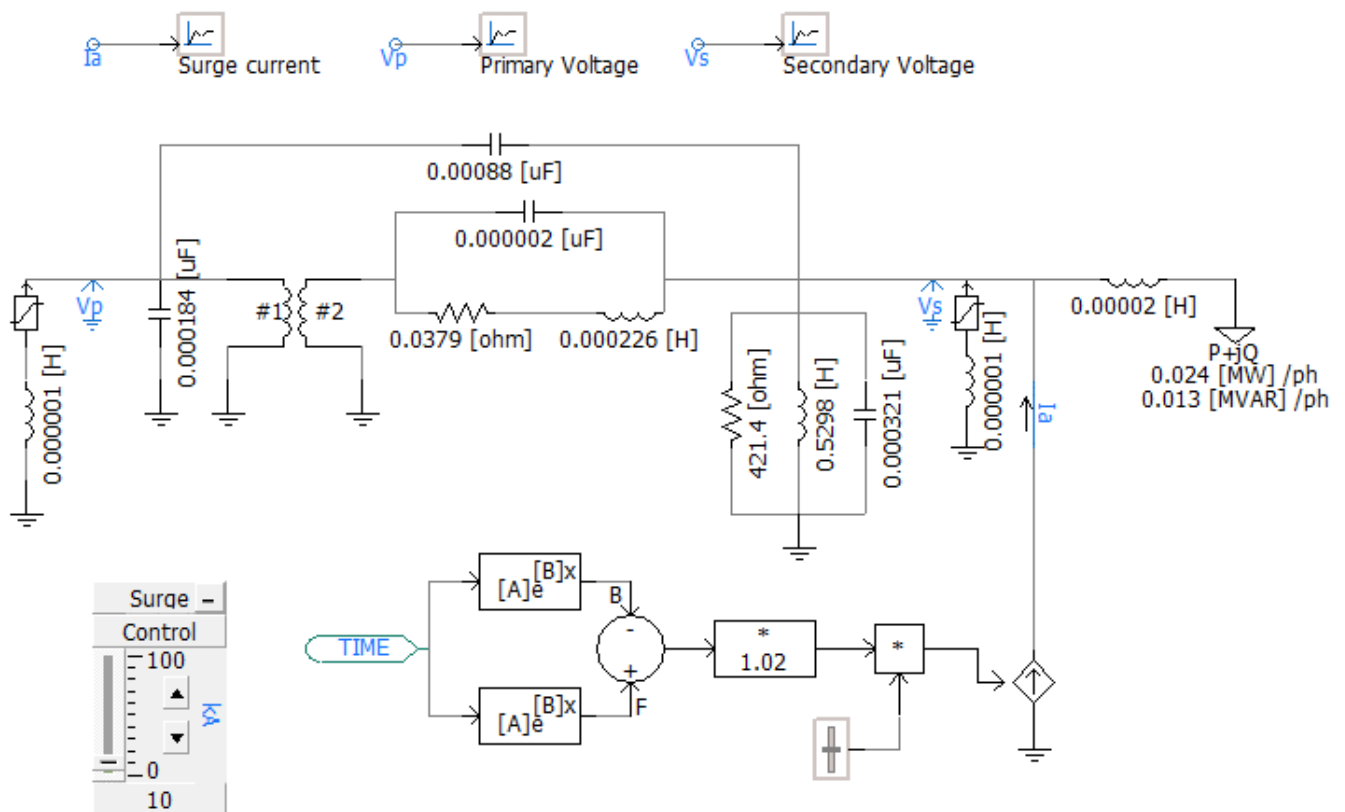 Ia
Surge current
Vp
Primary Voltage
Vs
Secondary Voltage
0.00088 [uF]
0.000002 [uF]
0.0379 [ohm]
0.000226 [H]
Vp
0.000001 [H]
0.000184 [uF]
#1
#2
421.4 [ohm]
0.5298 [H]
0.000321 [uF]
Vs
0.000001 [H]
Ia
0.00002 [H]
P+jQ
0.024 [MW] /ph
0.013 [MVAR] /ph
TIME
[A]e[B]x
[A]e[B]x
B
-
+
F
*
1.02
*
Surge
Control
100
0
kA
10